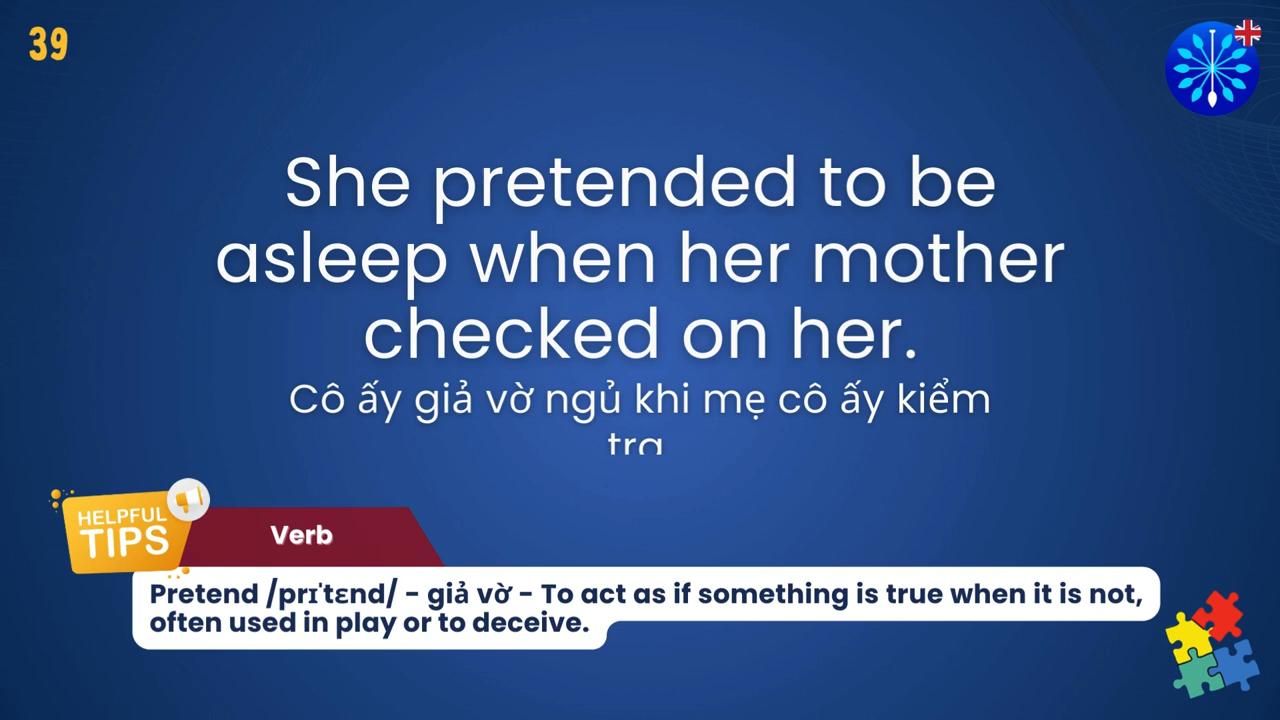 39
She pretended to be
asleep when her mother
checked on her.
Cô ấy giả vờ ngủ khi mẹ cô ấy kiểm
tra
HELPFUL
TIPS
Verb
Pretend /prɪˈtɛnd/ - giả vờ - To act as if something is true when it is not,
often used in play or to deceive.